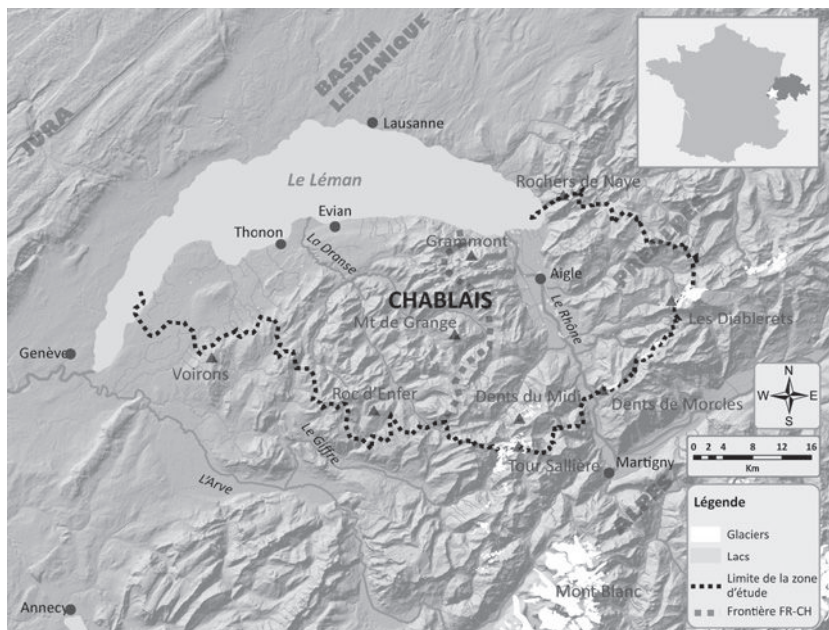 BASSIN
LEMANIQUE
JURA
Lausanne
Le Léman
Rochers de Naye
Evian
Thonon
La Dranse
Grammont
PREALPES
Aigle
CHABLAIS
Le Rhône
Mt de Grange
Les Diablerets
Genève
Voirons
Roc d'Enfer
Dents du Midi
Dents de Morcles
Le Giffre
Tour Sallière
Martigny
L'Arve
ALPES
Mont Blanc
Annecy
N
W E
S
0 2 4 8 12 16
Km
Légende
Glaciers
Lacs
Limite de la zone
d'étude
Frontière FR-CH